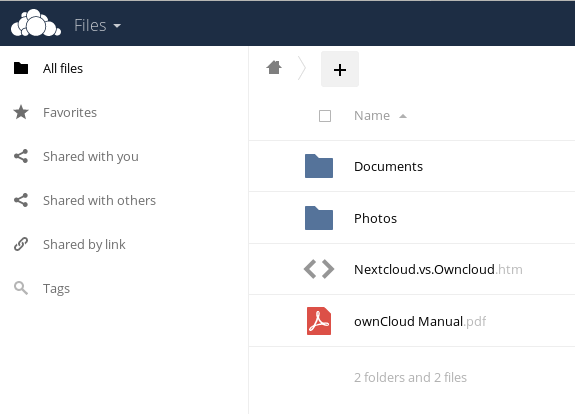 Files
All files
Favorites
Shared with you
Shared with others
Shared by link
Tags
Name
Documents
Photos
Nextcloud.vs.Owncloud.htm
ownCloud Manual.pdf
2 folders and 2 files